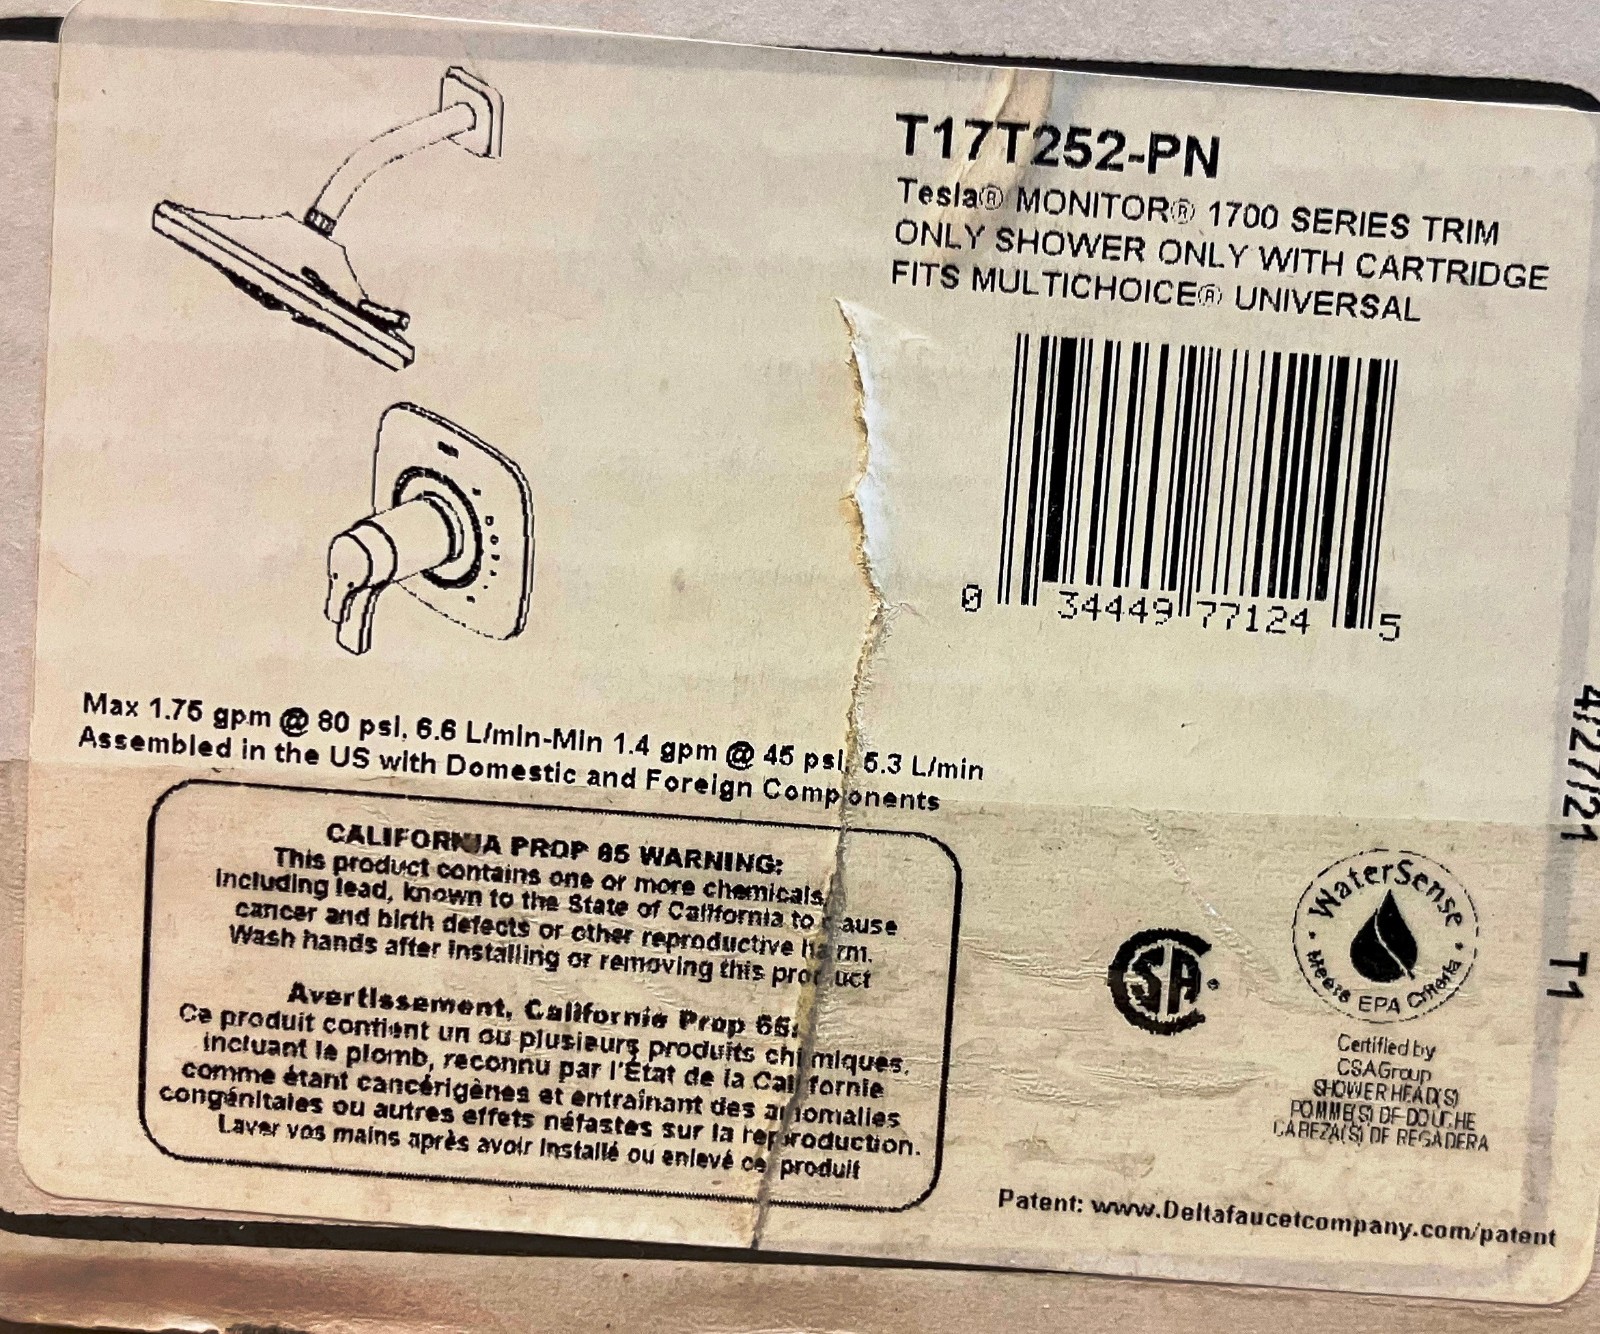 T17T252-PN
Tesla® MONITOR® 1700 SERIES TRIM
ONLY SHOWER ONLY WITH CARTRIDGE
FITS MULTICHOICE® UNIVERSAL
0 34449 77124 5
Max 1.75 gpm @ 80 psi, 6.6 L/min-Min 1.4 gpm @ 45 psi, 5.3 L/min
Assembled in the US with Domestic and Foreign Components
CALIFORNIA PROP 65 WARNING:
This product contains one or more chemicals,
including lead, known to the State of California to cause
cancer and birth defects or other reproductive harm.
Wash hands after installing or removing this product
Avertissement, Californie Prop 65:
Ce produit contient un ou plusieurs produits chimiques,
incluant le plomb, reconnu par l'État de la Californie
comme étant cancérigènes et entraînant des anomalies
congénitales ou autres effets néfastes sur la reproduction.
Laver vos mains après avoir installé ou enlevé ce produit
4/27/21 T1
CSA®
WaterSense
Meets EPA Criteria
Certified by
CSA Group
SHOWER HEAD(S)
POMME(S) DE DOUCHE
CABEZA(S) DE REGADERA
Patent: www.Deltafaucetcompany.com/patent